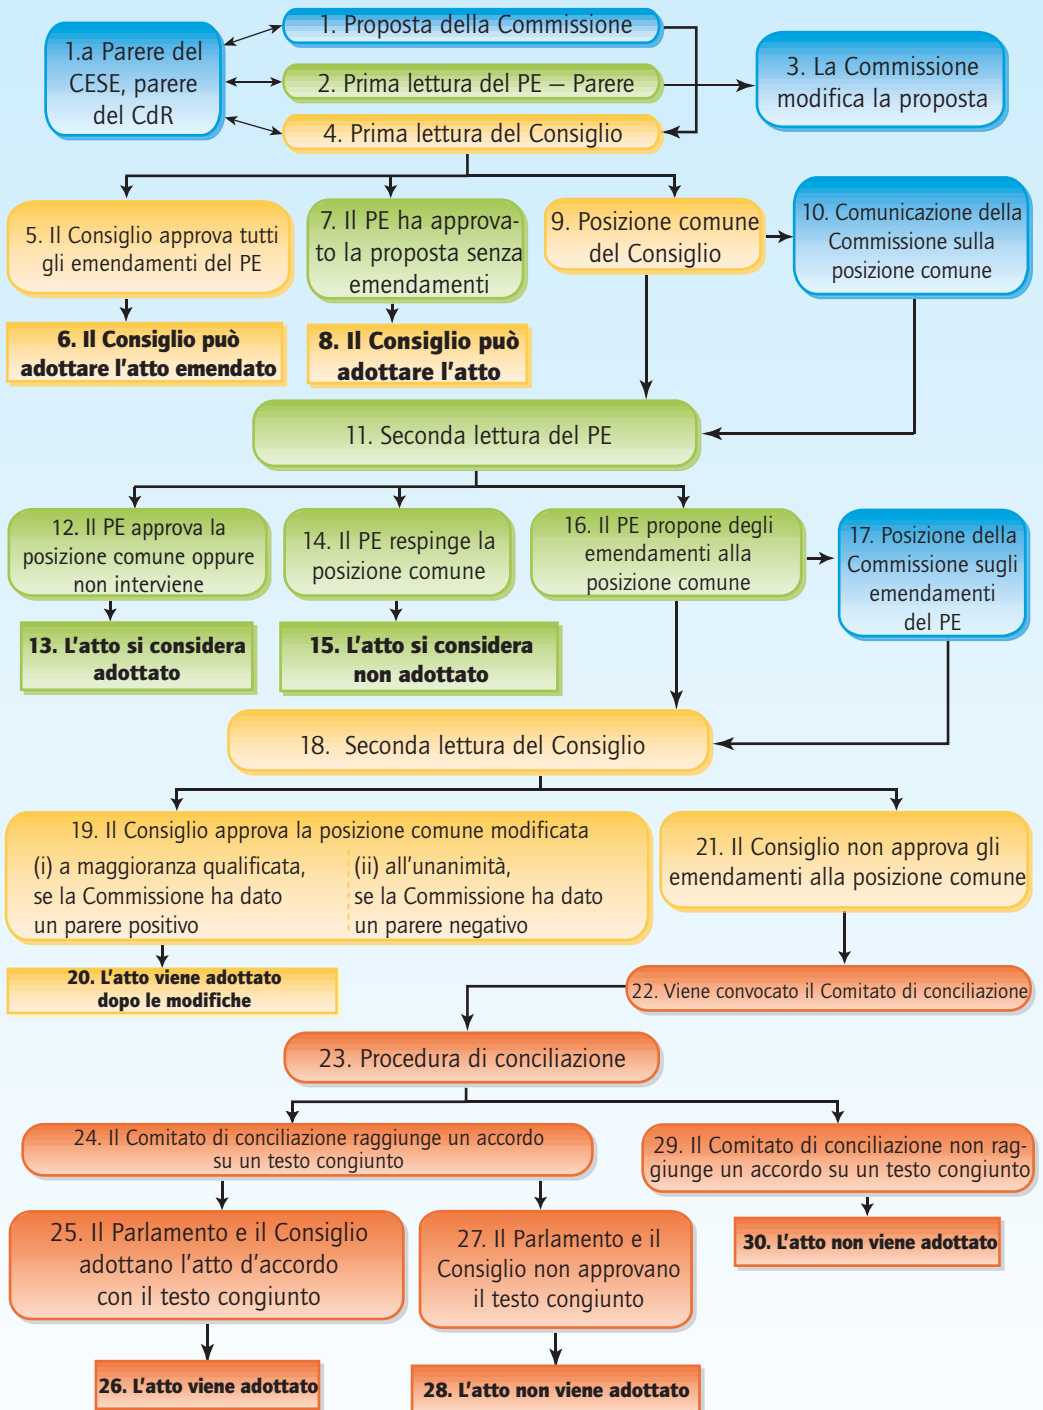 1. Proposta della Commissione
1.a Parere del
CESE, parere
del CdR
2. Prima lettura del PE – Parere
3. La Commissione
modifica la proposta
4. Prima lettura del Consiglio
5. Il Consiglio approva tutti
gli emendamenti del PE
6. Il Consiglio può
adottare l'atto emendato
7. Il PE ha approva-
to la proposta senza
emendamenti
8. Il Consiglio può
adottare l'atto
9. Posizione comune
del Consiglio
10. Comunicazione della
Commissione sulla
posizione comune
11. Seconda lettura del PE
12. Il PE approva la
posizione comune oppure
non interviene
13. L'atto si considera
adottato
14. Il PE respinge la
posizione comune
15. L'atto si considera
non adottato
16. Il PE propone degli
emendamenti alla
posizione comune
17. Posizione della
Commissione sugli
emendamenti
del PE
18. Seconda lettura del Consiglio
19. Il Consiglio approva la posizione comune modificata
(i) a maggioranza qualificata,
se la Commissione ha dato
un parere positivo
(ii) all'unanimità,
se la Commissione ha dato
un parere negativo
20. L'atto viene adottato
dopo le modifiche
21. Il Consiglio non approva gli
emendamenti alla posizione comune
22. Viene convocato il Comitato di conciliazione
23. Procedura di conciliazione
24. Il Comitato di conciliazione raggiunge un accordo
su un testo congiunto
25. Il Parlamento e il Consiglio
adottano l'atto d'accordo
con il testo congiunto
26. L'atto viene adottato
27. Il Parlamento e il
Consiglio non approvano
il testo congiunto
28. L'atto non viene adottato
29. Il Comitato di conciliazione non rag-
giunge un accordo su un testo congiunto
30. L'atto non viene adottato